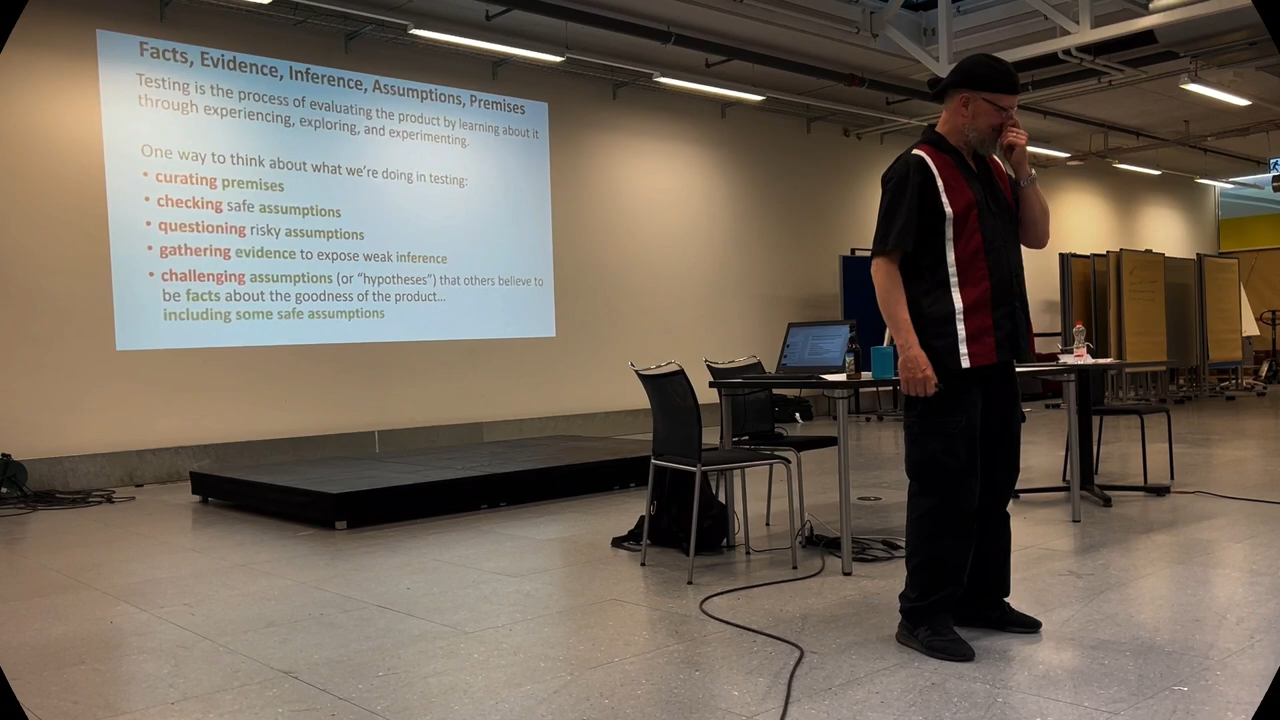 Facts, Evidence, Inference, Assumptions, Premises
Testing is the process of evaluating the product by learning about it
through experiencing, exploring, and experimenting.
One way to think about what we're doing in testing:
• curating premises
• checking safe assumptions
• questioning risky assumptions
• gathering evidence to expose weak inference
• challenging assumptions (or “hypotheses”) that others believe to
be facts about the goodness of the product…
including some safe assumptions